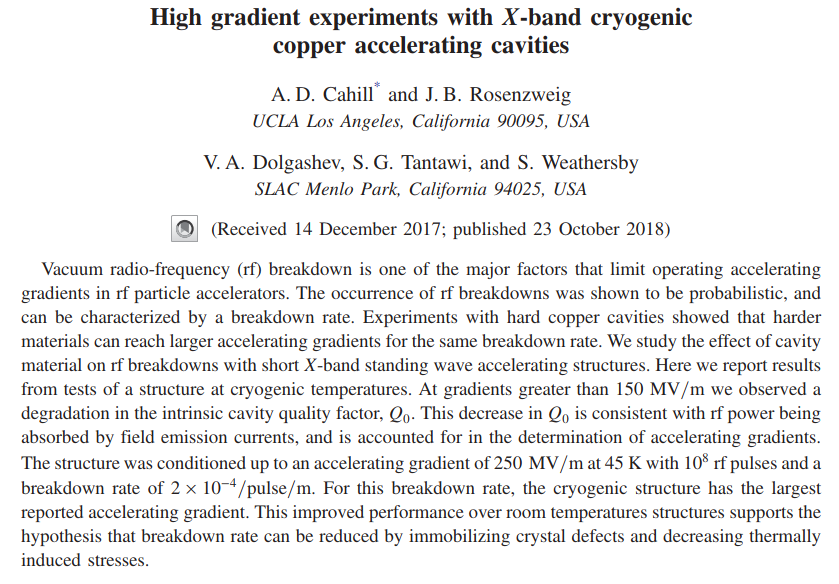 High gradient experiments with X-band cryogenic
copper accelerating cavities
A. D. Cahill* and J. B. Rosenzweig
UCLA Los Angeles, California 90095, USA
V. A. Dolgashev, S. G. Tantawi, and S. Weathersby
SLAC Menlo Park, California 94025, USA
(Received 14 December 2017; published 23 October 2018)
Vacuum radio-frequency (rf) breakdown is one of the major factors that limit operating accelerating
gradients in rf particle accelerators. The occurrence of rf breakdowns was shown to be probabilistic, and
can be characterized by a breakdown rate. Experiments with hard copper cavities showed that harder
materials can reach larger accelerating gradients for the same breakdown rate. We study the effect of cavity
material on rf breakdowns with short X-band standing wave accelerating structures. Here we report results
from tests of a structure at cryogenic temperatures. At gradients greater than 150 MV/m we observed a
degradation in the intrinsic cavity quality factor, Q₀. This decrease in Q₀ is consistent with rf power being
absorbed by field emission currents, and is accounted for in the determination of accelerating gradients.
The structure was conditioned up to an accelerating gradient of 250 MV/m at 45 K with 10⁸ rf pulses and a
breakdown rate of 2 × 10⁻⁴/pulse/m. For this breakdown rate, the cryogenic structure has the largest
reported accelerating gradient. This improved performance over room temperatures structures supports the
hypothesis that breakdown rate can be reduced by immobilizing crystal defects and decreasing thermally
induced stresses.